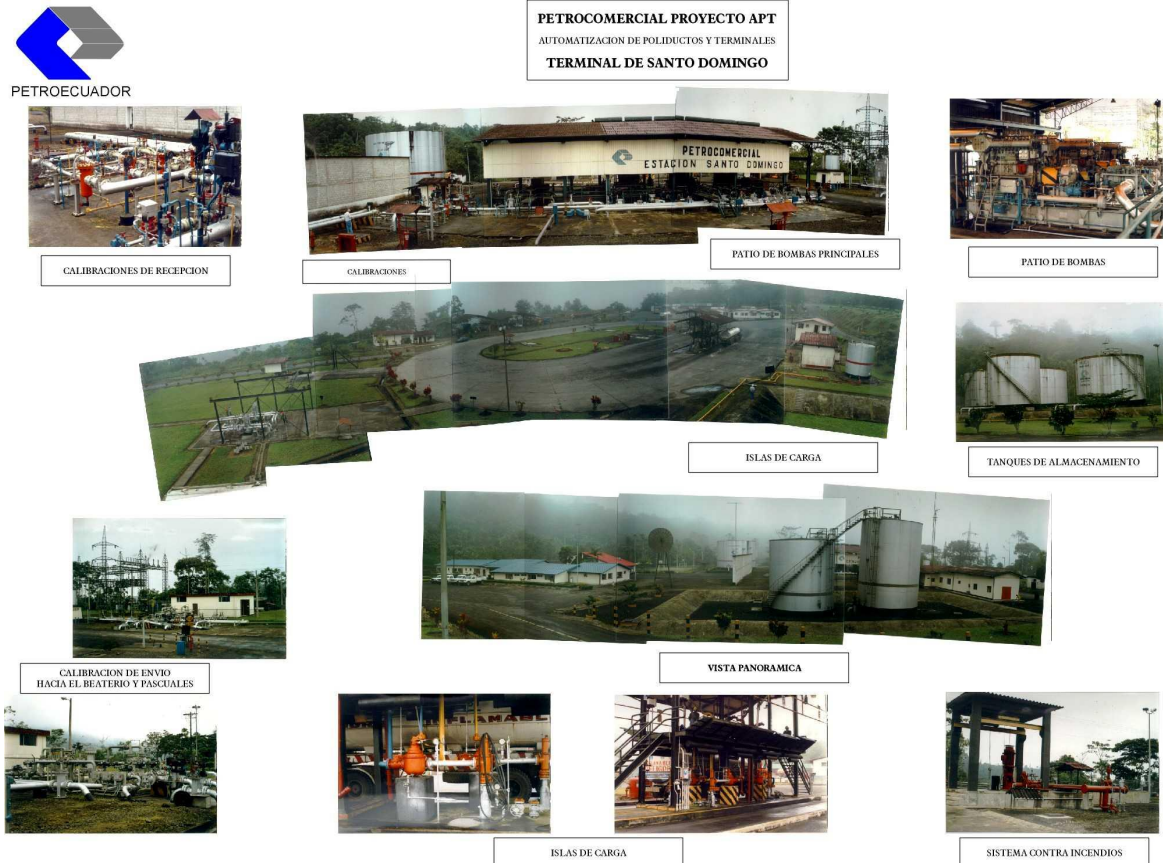 PETROECUADOR
PETROCOMERCIAL PROYECTO APT
AUTOMATIZACION DE POLIDUCTOS Y TERMINALES
TERMINAL DE SANTO DOMINGO
PETROCOMERCIAL
ESTACION SANTO DOMINGO
CALIBRACIONES DE RECEPCION
CALIBRACIONES
PATIO DE BOMBAS PRINCIPALES
PATIO DE BOMBAS
ISLAS DE CARGA
TANQUES DE ALMACENAMIENTO
CALIBRACION DE ENVIO
HACIA EL BEATERIO Y PASCUALES
VISTA PANORAMICA
ISLAS DE CARGA
SISTEMA CONTRA INCENDIOS